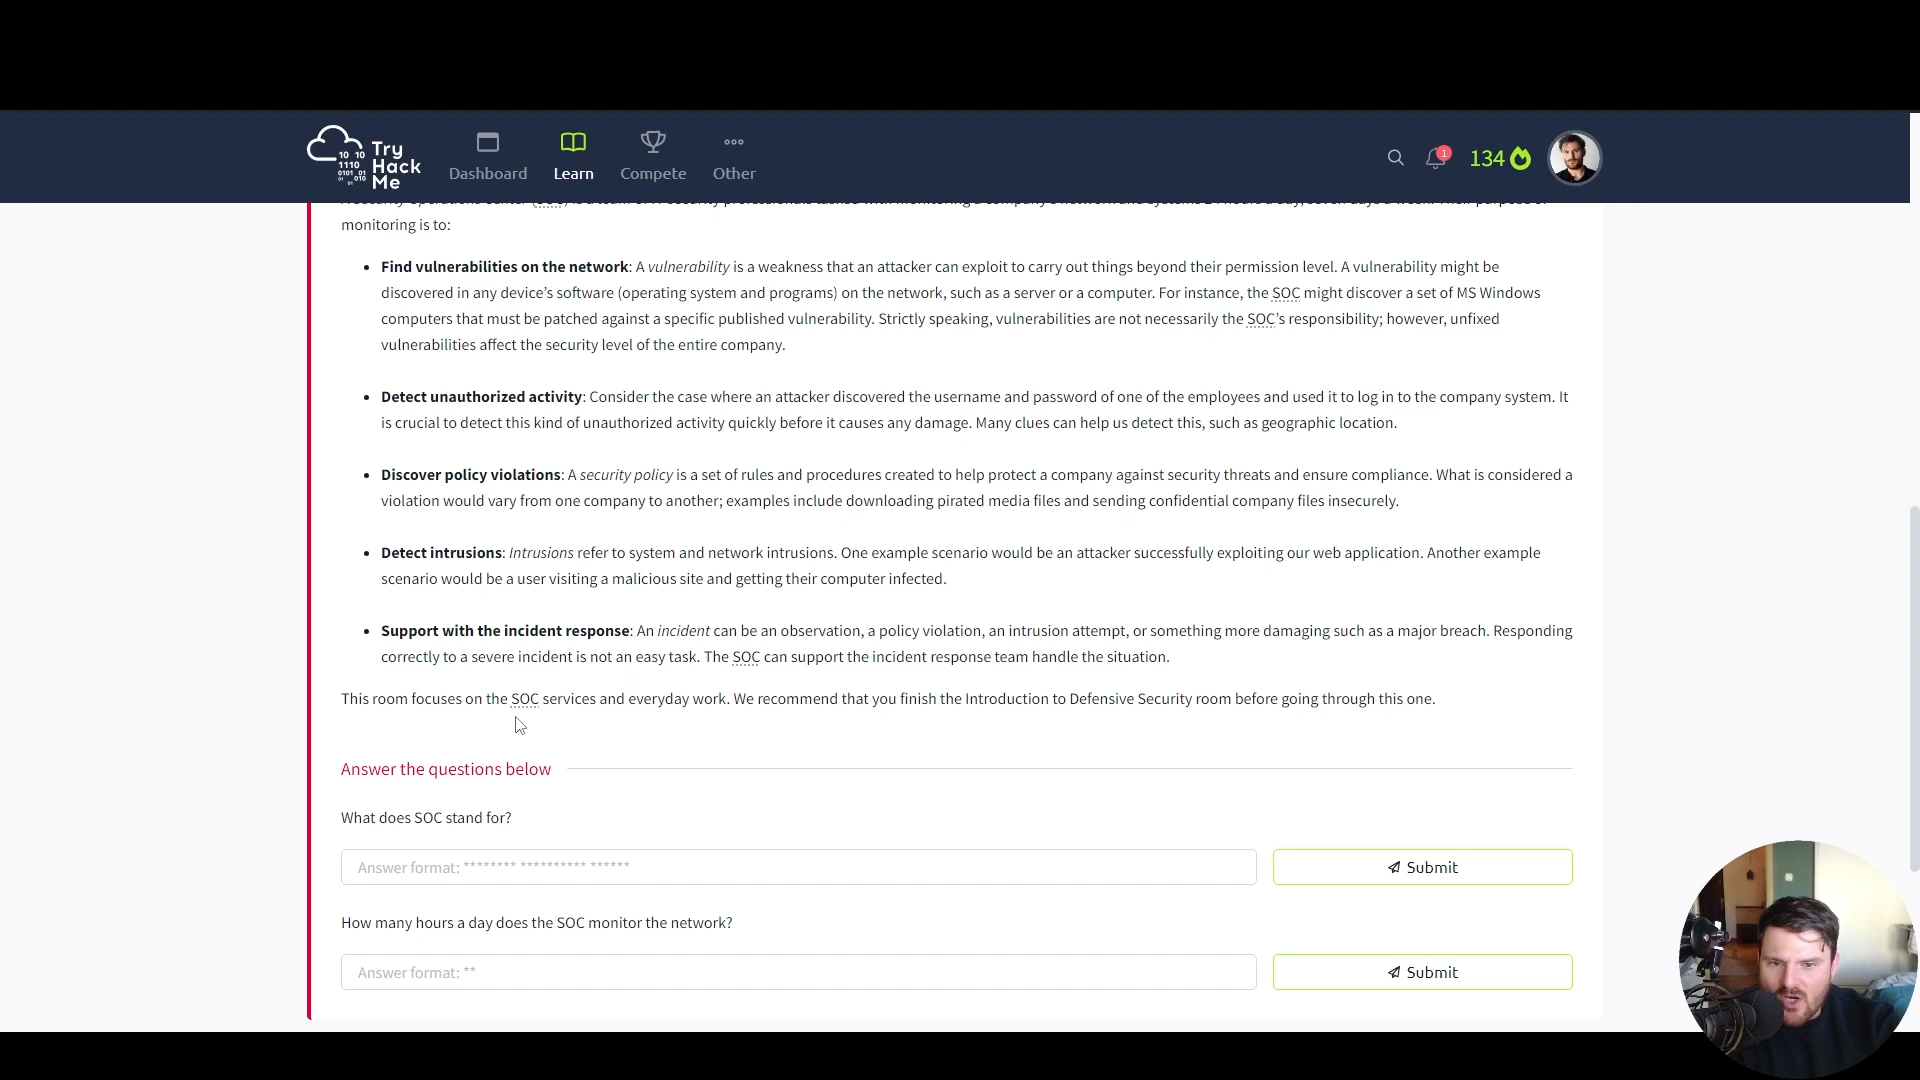 Try
Hack
Me
10 10
1110
0101 01
010
Dashboard
Learn
Compete
Other
1
134
monitoring is to:
• Find vulnerabilities on the network: A vulnerability is a weakness that an attacker can exploit to carry out things beyond their permission level. A vulnerability might be
discovered in any device’s software (operating system and programs) on the network, such as a server or a computer. For instance, the SOC might discover a set of MS Windows
computers that must be patched against a specific published vulnerability. Strictly speaking, vulnerabilities are not necessarily the SOC’s responsibility; however, unfixed
vulnerabilities affect the security level of the entire company.
• Detect unauthorized activity: Consider the case where an attacker discovered the username and password of one of the employees and used it to log in to the company system. It
is crucial to detect this kind of unauthorized activity quickly before it causes any damage. Many clues can help us detect this, such as geographic location.
• Discover policy violations: A security policy is a set of rules and procedures created to help protect a company against security threats and ensure compliance. What is considered a
violation would vary from one company to another; examples include downloading pirated media files and sending confidential company files insecurely.
• Detect intrusions: Intrusions refer to system and network intrusions. One example scenario would be an attacker successfully exploiting our web application. Another example
scenario would be a user visiting a malicious site and getting their computer infected.
• Support with the incident response: An incident can be an observation, a policy violation, an intrusion attempt, or something more damaging such as a major breach. Responding
correctly to a severe incident is not an easy task. The SOC can support the incident response team handle the situation.
This room focuses on the SOC services and everyday work. We recommend that you finish the Introduction to Defensive Security room before going through this one.
Answer the questions below
What does SOC stand for?
Answer format: ******** ********** ******
Submit
How many hours a day does the SOC monitor the network?
Answer format: **
Submit